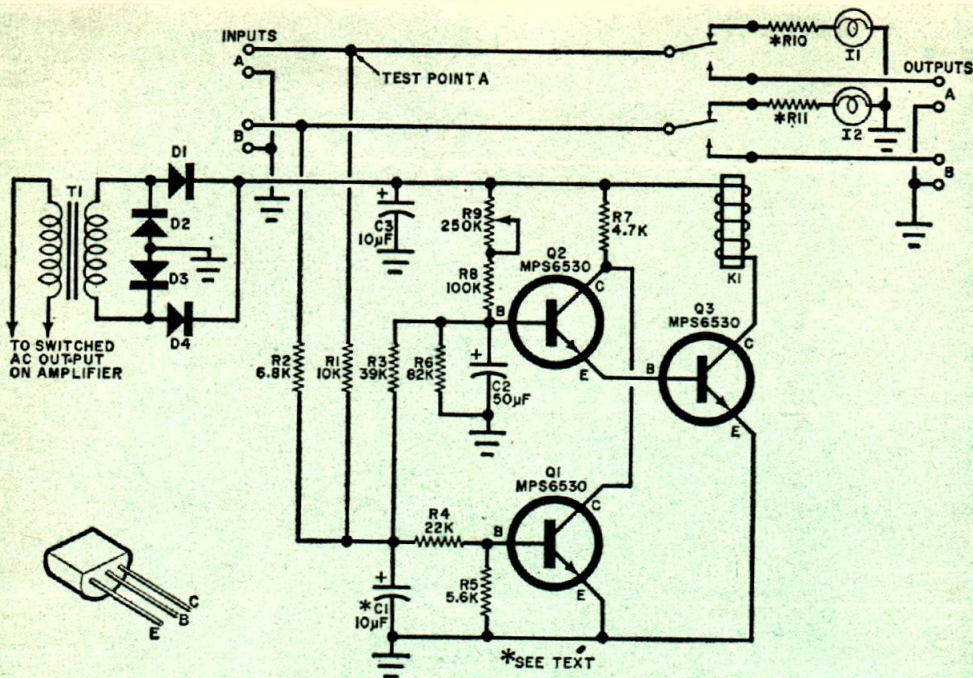 INPUTS
A
B
TEST POINT A
*R10
I1
*R11
I2
OUTPUTS
A
B
T1
D1
D2
D3
D4
TO SWITCHED
AC OUTPUT
ON AMPLIFIER
+
C3
10µF
R9
250K
R8
100K
R7
4.7K
K1
Q2
MPS6530
B
C
E
Q3
MPS6530
B
C
E
R2
6.8K
R1
10K
R3
39K
R6
82K
+
C2
50µF
Q1
MPS6530
B
C
E
R4
22K
R5
5.6K
+
*C1
10µF
*SEE TEXT
C
B
E